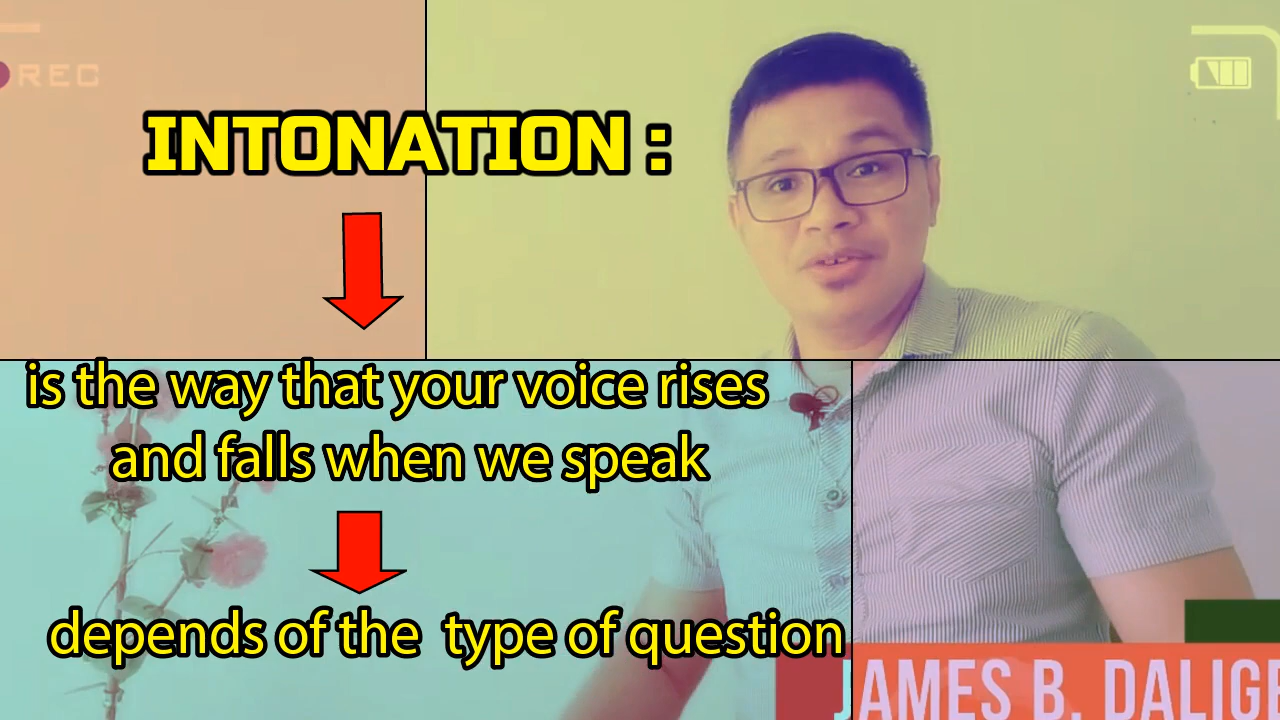 REC
INTONATION :
is the way that your voice rises
and falls when we speak
depends of the type of question
JAMES B. DALIGE